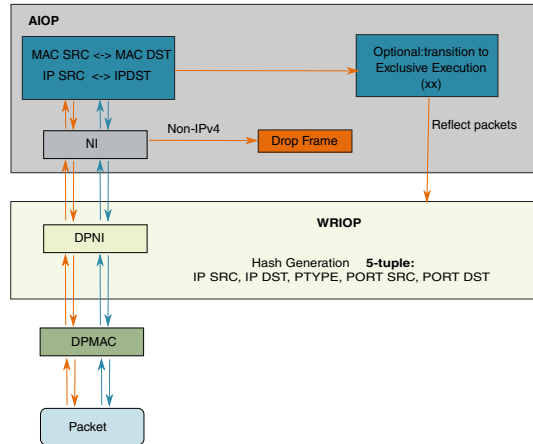 AIOP
MAC SRC <-> MAC DST
IP SRC <-> IPDST
Optional:transition to
Exclusive Execution
(xx)
Non-IPv4
Reflect packets
NI
Drop Frame
WRIOP
DPNI
Hash Generation 5-tuple:
IP SRC, IP DST, PTYPE, PORT SRC, PORT DST
DPMAC
Packet